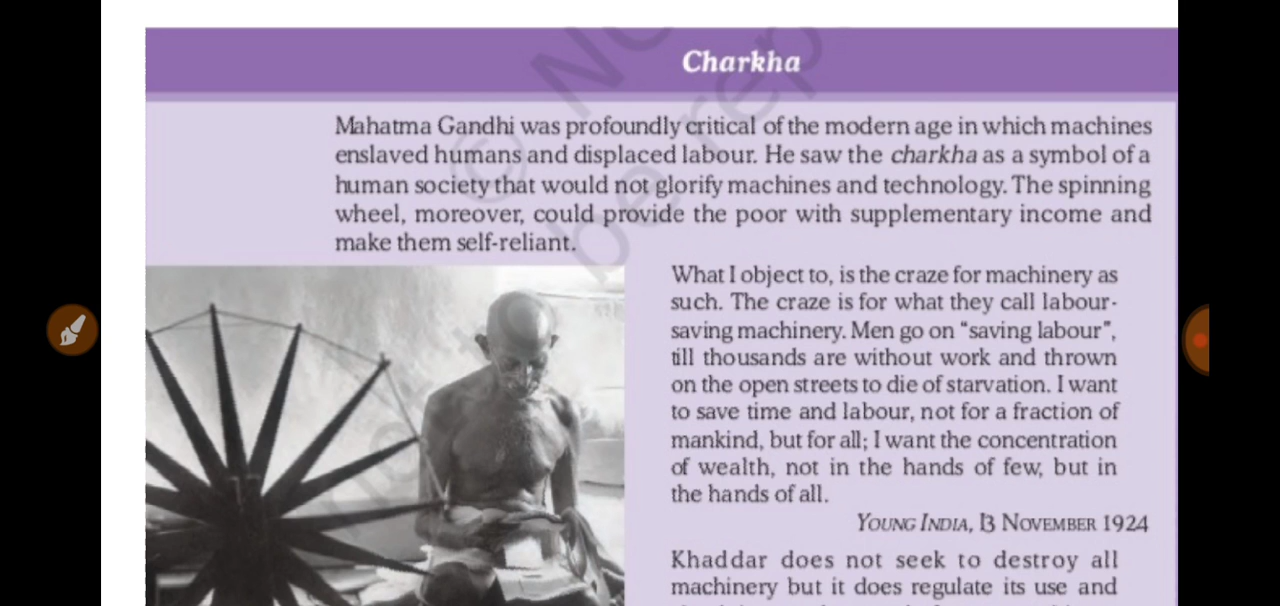 Charkha
Mahatma Gandhi was profoundly critical of the modern age in which machines
enslaved humans and displaced labour. He saw the charkha as a symbol of a
human society that would not glorify machines and technology. The spinning
wheel, moreover, could provide the poor with supplementary income and
make them self-reliant.
What I object to, is the craze for machinery as
such. The craze is for what they call labour-
saving machinery. Men go on “saving labour”,
till thousands are without work and thrown
on the open streets to die of starvation. I want
to save time and labour, not for a fraction of
mankind, but for all; I want the concentration
of wealth, not in the hands of few, but in
the hands of all.
YOUNG INDIA, 13 NOVEMBER 1924
Khaddar does not seek to destroy all
machinery but it does regulate its use and